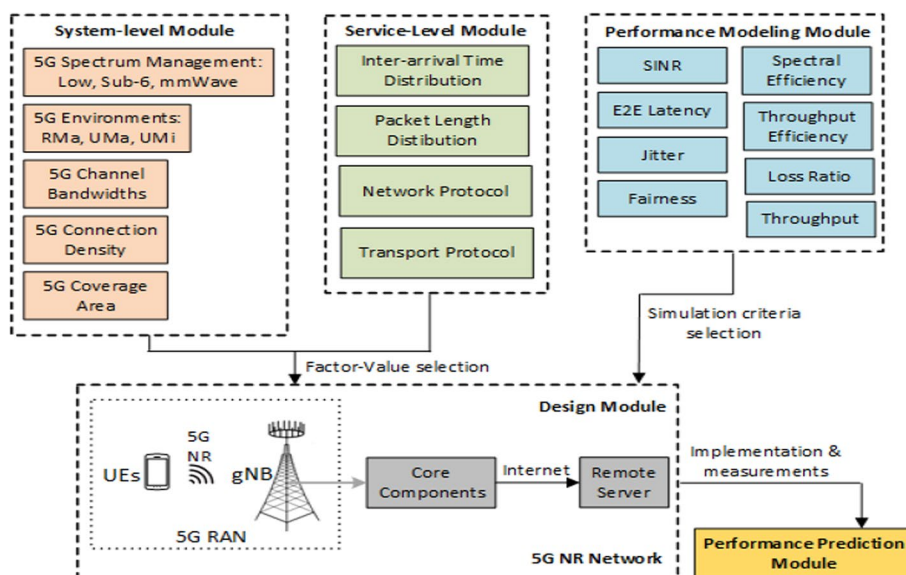 System-level Module
5G Spectrum Management:
Low, Sub-6, mmWave
5G Environments:
RMa, UMa, UMi
5G Channel
Bandwidths
5G Connection
Density
5G Coverage
Area
Service-Level Module
Inter-arrival Time
Distribution
Packet Length
Distibution
Network Protocol
Transport Protocol
Performance Modeling Module
SINR
E2E Latency
Jitter
Fairness
Spectral
Efficiency
Throughput
Efficiency
Loss Ratio
Throughput
Factor-Value selection
Simulation criteria
selection
Design Module
UEs
5G
NR
gNB
5G RAN
Core
Components
Internet
Remote
Server
5G NR Network
Implementation &
measurements
Performance Prediction
Module